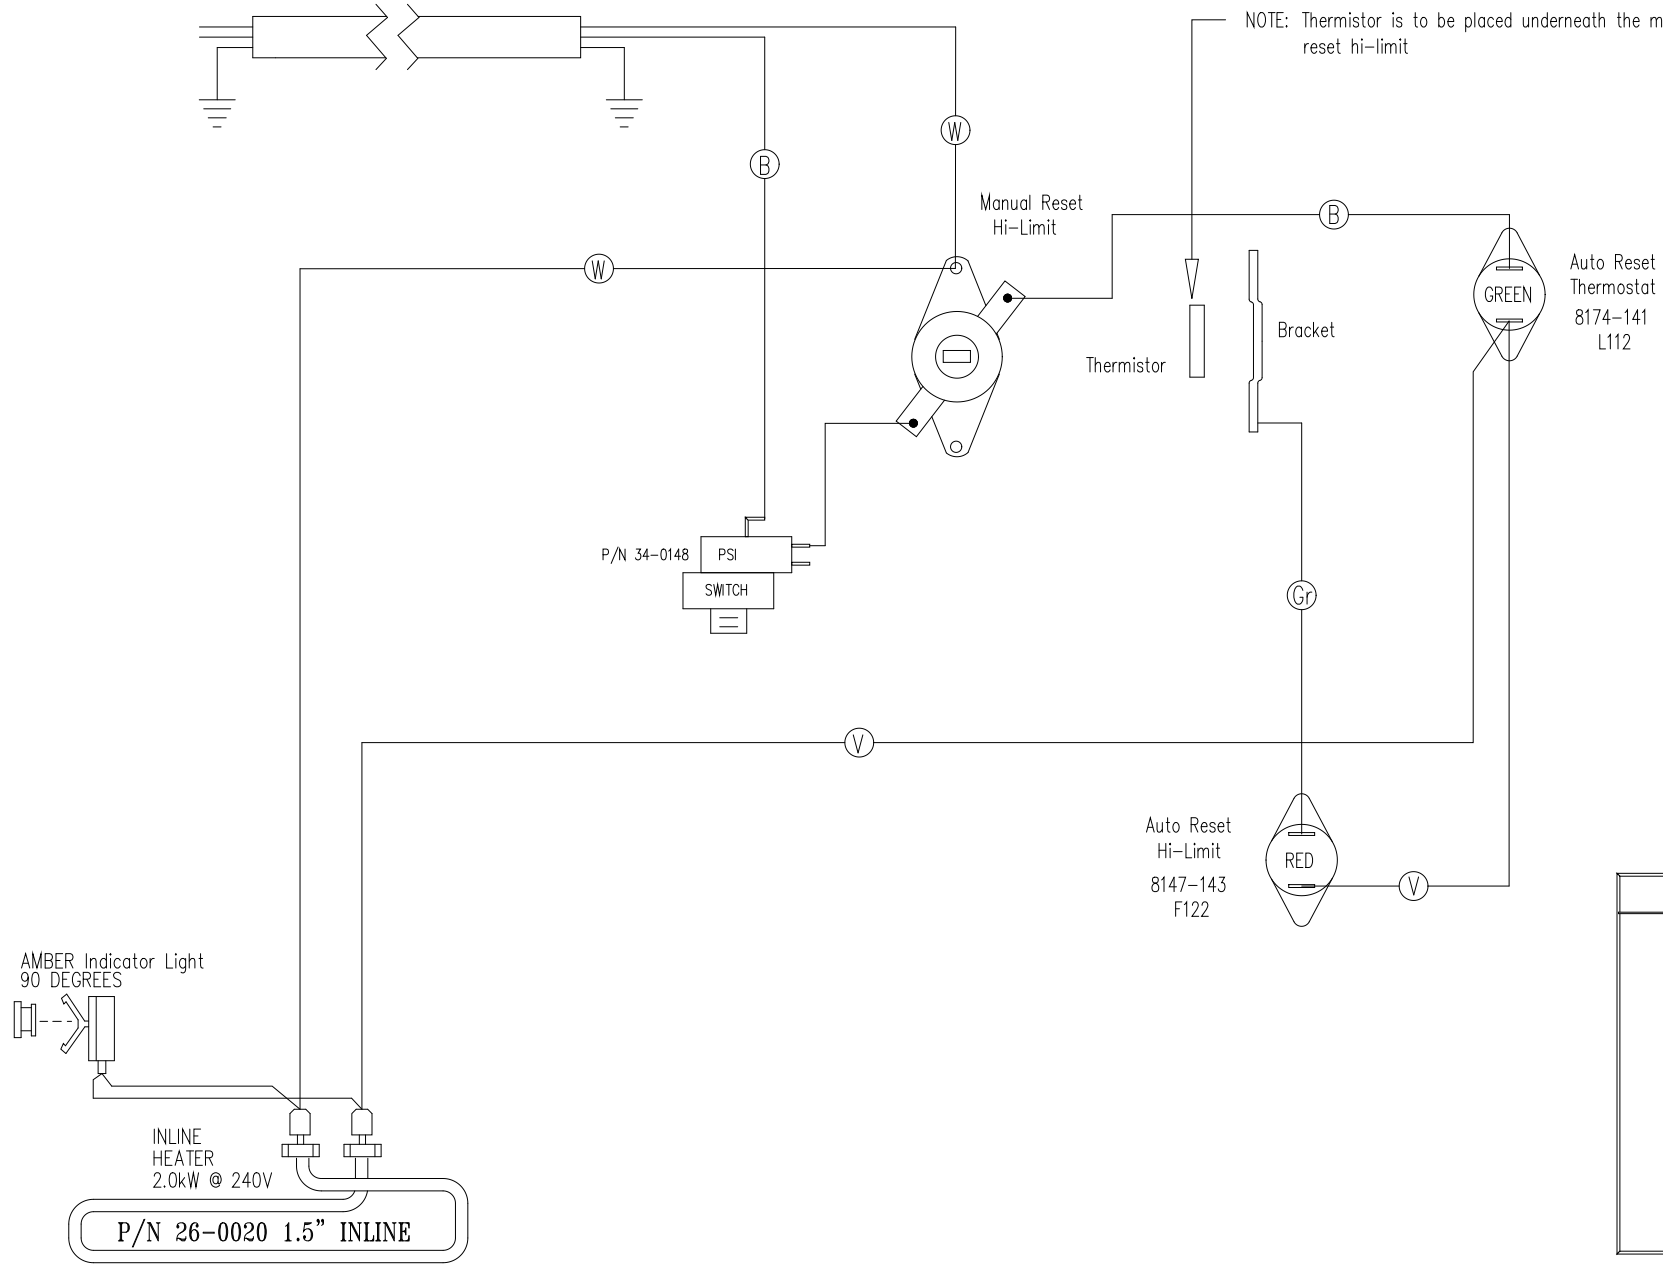 NOTE: Thermistor is to be placed underneath the
reset hi-limit
W
B
Manual Reset
Hi-Limit
B
W
Auto Reset
Thermostat
8174-141
L112
GREEN
Bracket
Thermistor
P/N 34-0148
PSI
SWITCH
Gr
V
Auto Reset
Hi-Limit
8147-143
F122
RED
V
AMBER Indicator Light
90 DEGREES
INLINE
HEATER
2.0kW @ 240V
P/N 26-0020 1.5" INLINE